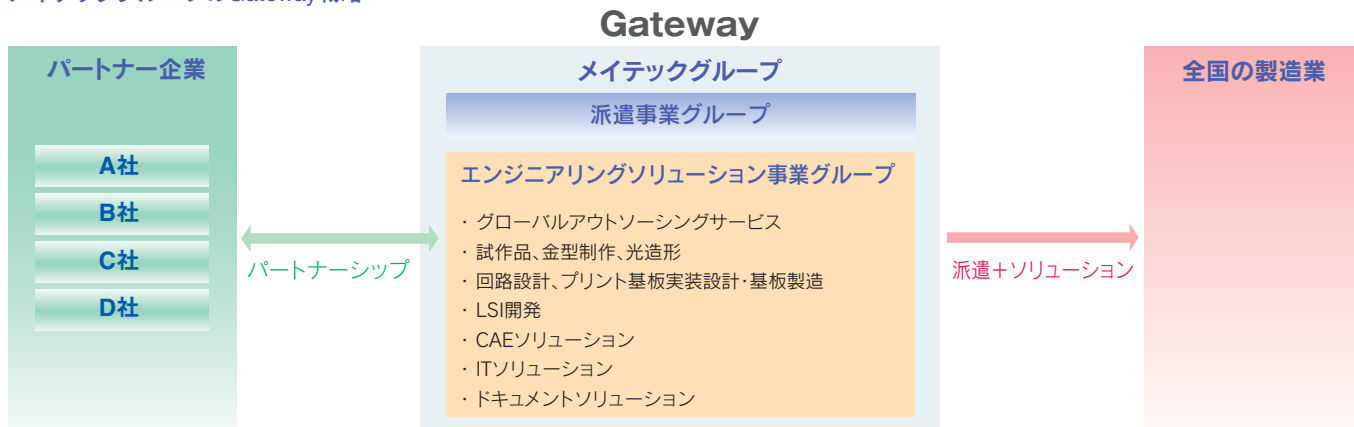 Gateway
パートナー企業
A社
B社
C社
D社
パートナーシップ
メイテックグループ
派遣事業グループ
エンジニアリングソリューション事業グループ
・ グローバルアウトソーシングサービス
・ 試作品、金型制作、光造形
・ 回路設計、プリント基板実装設計・基板製造
・ LSI開発
・ CAEソリューション
・ ITソリューション
・ ドキュメントソリューション
派遣＋ソリューション
全国の製造業